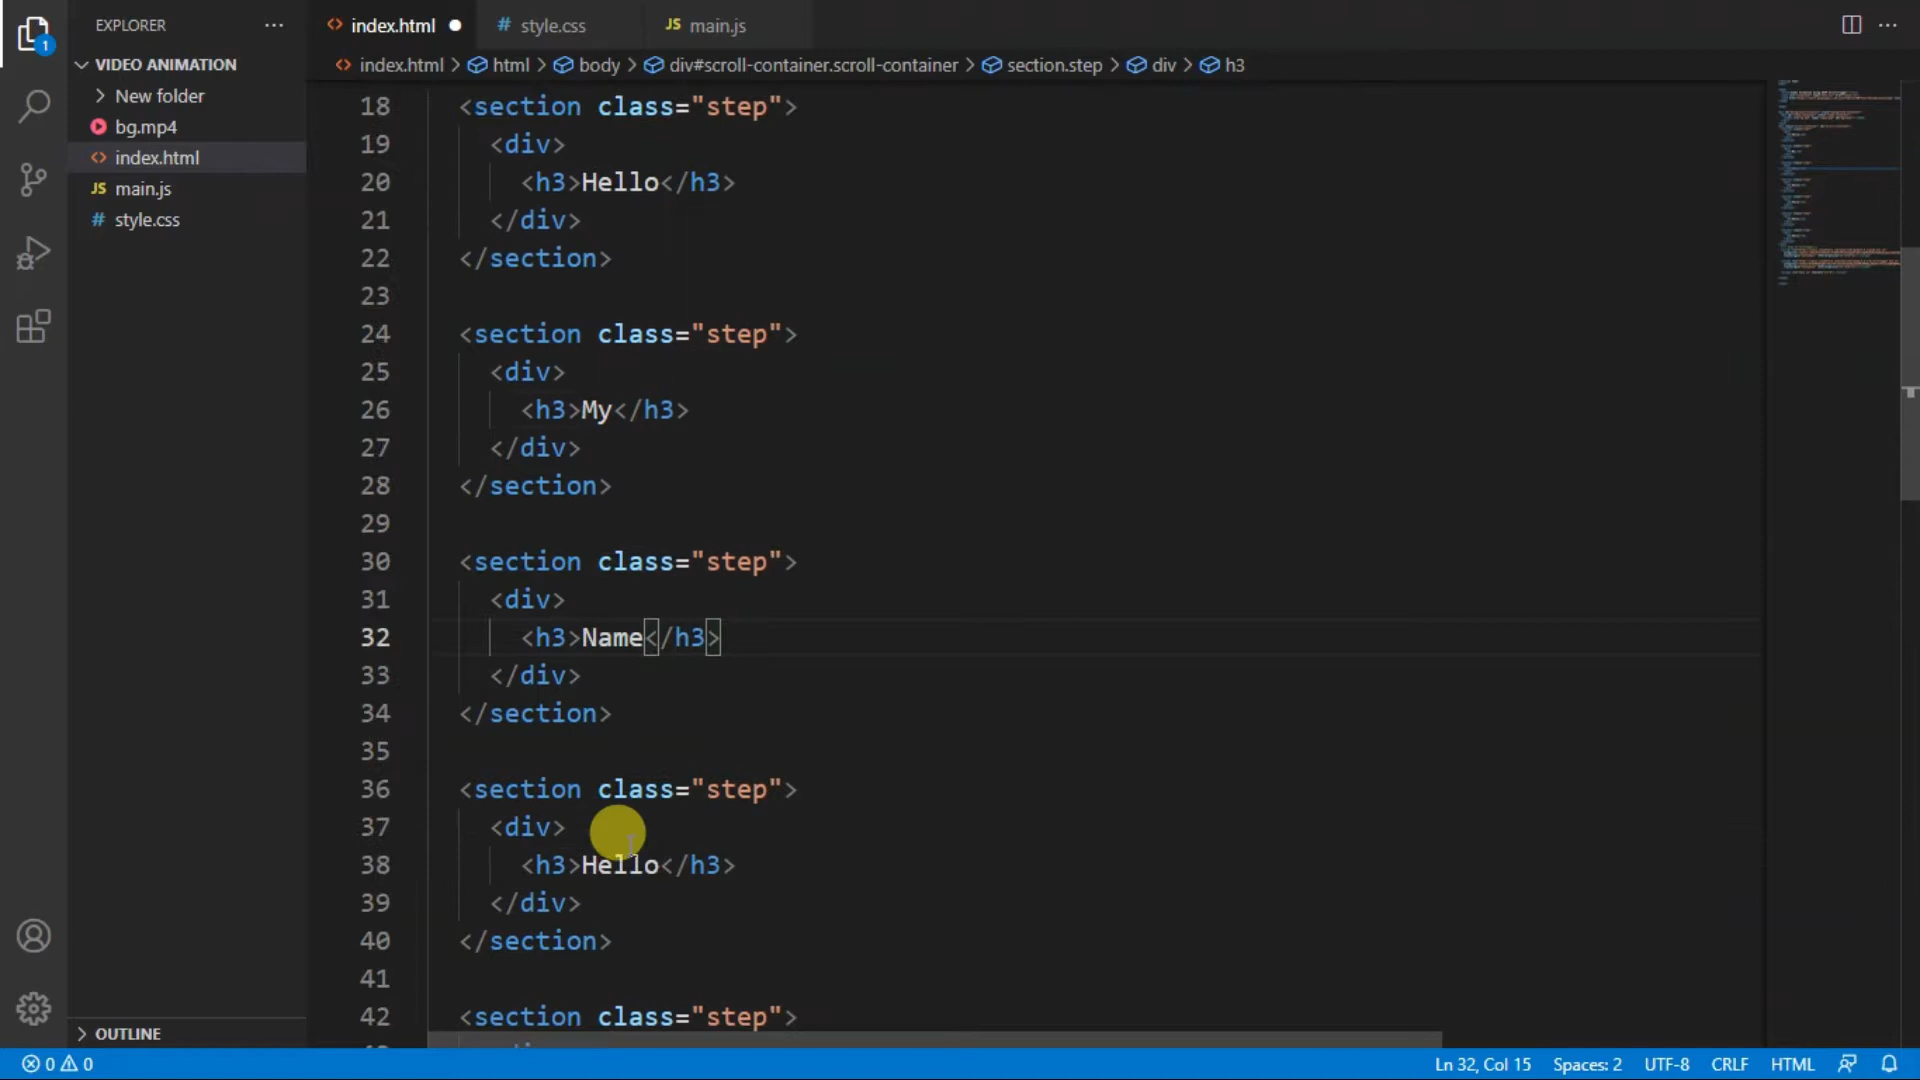 EXPLORER
VIDEO ANIMATION
New folder
bg.mp4
index.html
JS main.js
# style.css
OUTLINE
<> index.html
# style.css
JS main.js
<> index.html > html > body > div#scroll-container.scroll-container > section.step > div > h3
18 <section class="step">
19 <div>
20 <h3>Hello</h3>
21 </div>
22 </section>
23
24 <section class="step">
25 <div>
26 <h3>My</h3>
27 </div>
28 </section>
29
30 <section class="step">
31 <div>
32 <h3>Name</h3>
33 </div>
34 </section>
35
36 <section class="step">
37 <div>
38 <h3>Hello</h3>
39 </div>
40 </section>
41
42 <section class="step">
1
0 0 Ln 32, Col 15 Spaces: 2 UTF-8 CRLF HTML